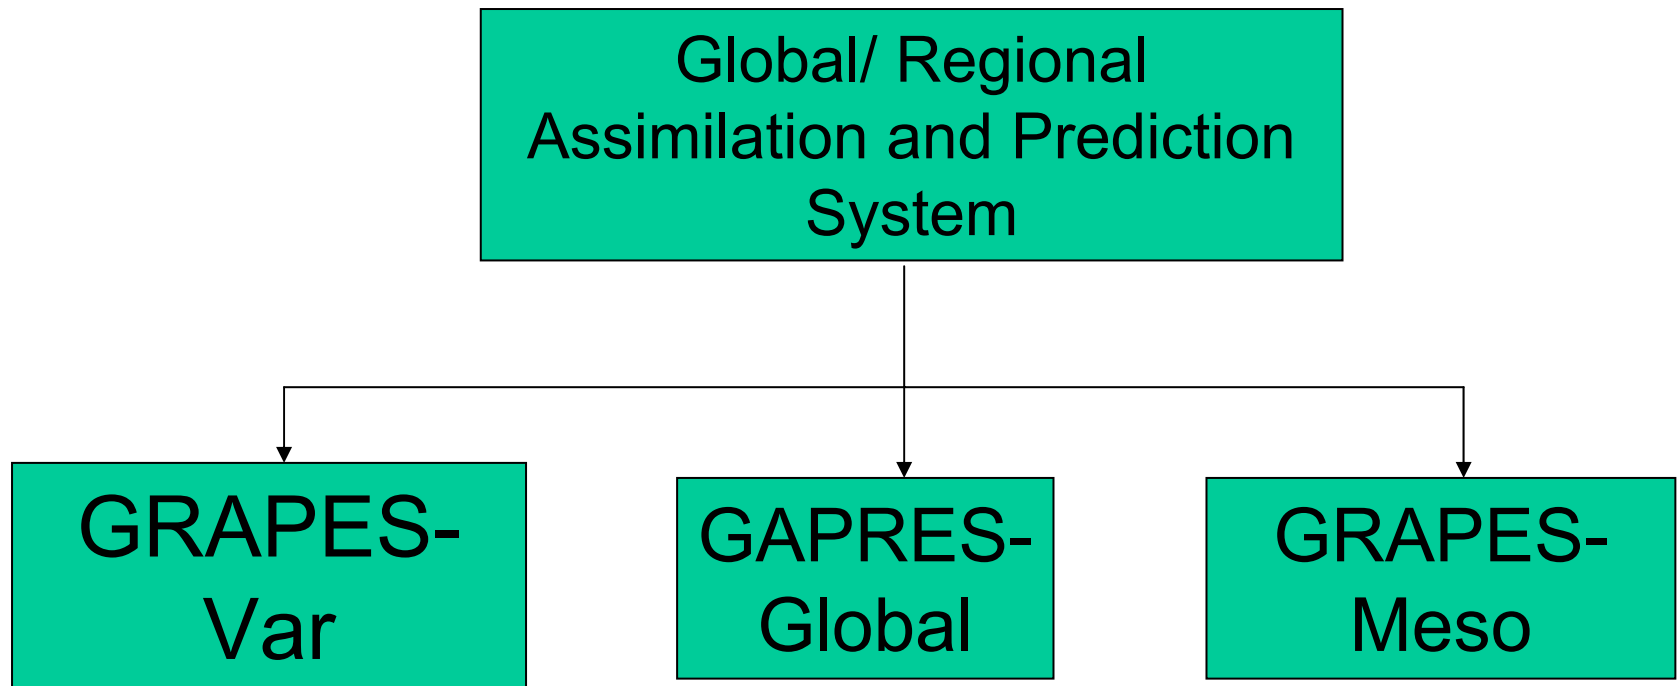 Global/ Regional
Assimilation and Prediction
System
GRAPES-
Var
GAPRES-
Global
GRAPES-
Meso